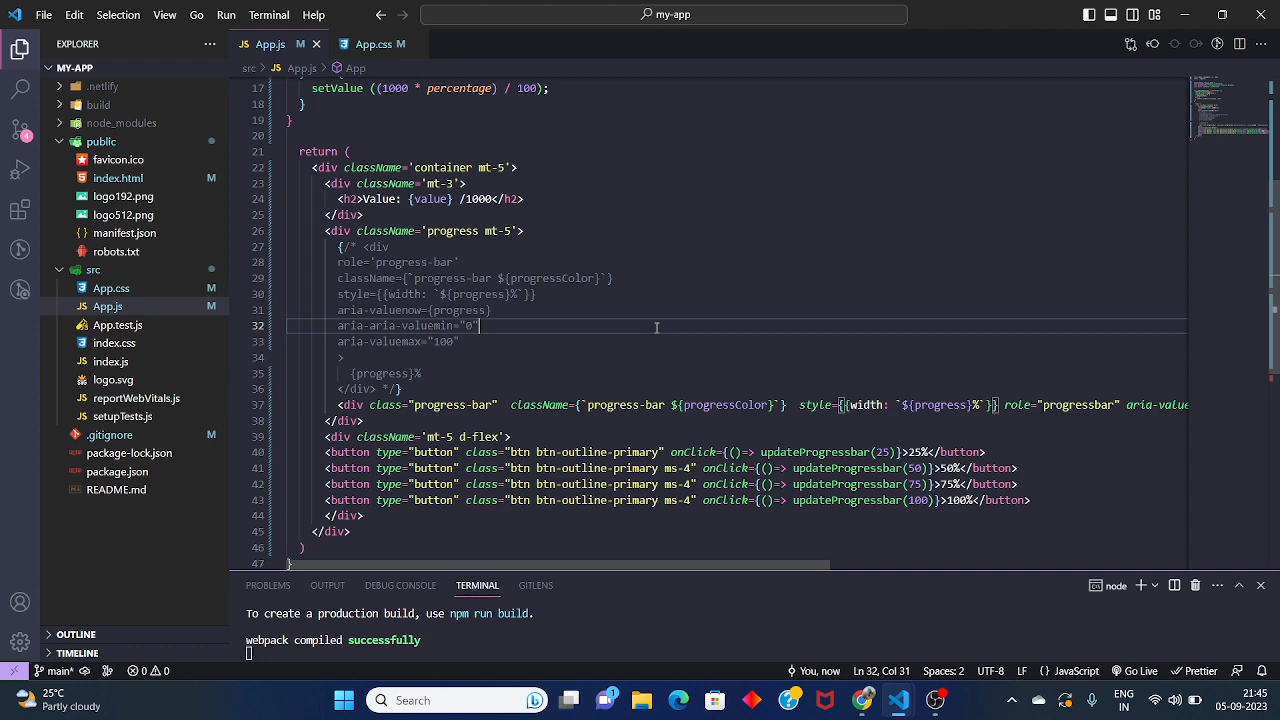 File Edit Selection View Go Run Terminal Help my-app
EXPLORER
App.js M
App.css M
MY-APP
src > App.js > App
.netlify
build
node_modules
public
favicon.ico
index.html M
logo192.png
logo512.png
manifest.json
robots.txt
src
App.css
App.js M
App.test.js
index.css
index.js
logo.svg
reportWebVitals.js
setupTests.js
.gitignore M
package-lock.json
package.json
README.md
OUTLINE
TIMELINE
4
17 setValue ((1000 * percentage) / 100);
18 }
19 }
20
21 return (
22 <div className='container mt-5'>
23 <div className='mt-3'>
24 <h2>Value: {value} /1000</h2>
25 </div>
26 <div className='progress mt-5'>
27 {/* <div
28 role='progress-bar'
29 className={`progress-bar ${progressColor}`}
30 style={{width: `${progress}%`}}
31 aria-valuenow={progress}
32 aria-aria-valuemin="0"
33 aria-valuemax="100"
34 >
35 {progress}%
36 </div> */}
37 <div class="progress-bar" className={`progress-bar ${progressColor}`} style={{width: `${progress}%`}} role="progressbar" aria-value
38 </div>
39 <div className='mt-5 d-flex'>
40 <button type="button" class="btn btn-outline-primary" onClick={()=> updateProgressbar(25)}>25%</button>
41 <button type="button" class="btn btn-outline-primary ms-4" onClick={()=> updateProgressbar(50)}>50%</button>
42 <button type="button" class="btn btn-outline-primary ms-4" onClick={()=> updateProgressbar(75)}>75%</button>
43 <button type="button" class="btn btn-outline-primary ms-4" onClick={()=> updateProgressbar(100)}>100%</button>
44 </div>
45 </div>
46 )
47 }
PROBLEMS OUTPUT DEBUG CONSOLE TERMINAL GITLENS
node
To create a production build, use npm run build.
webpack compiled successfully
main* 0 0 You, now Ln 32, Col 31 Spaces: 2 UTF-8 LF {} JavaScript Go Live Prettier
25°C
Partly cloudy
Search
1
ENG
IN
05-09-2023